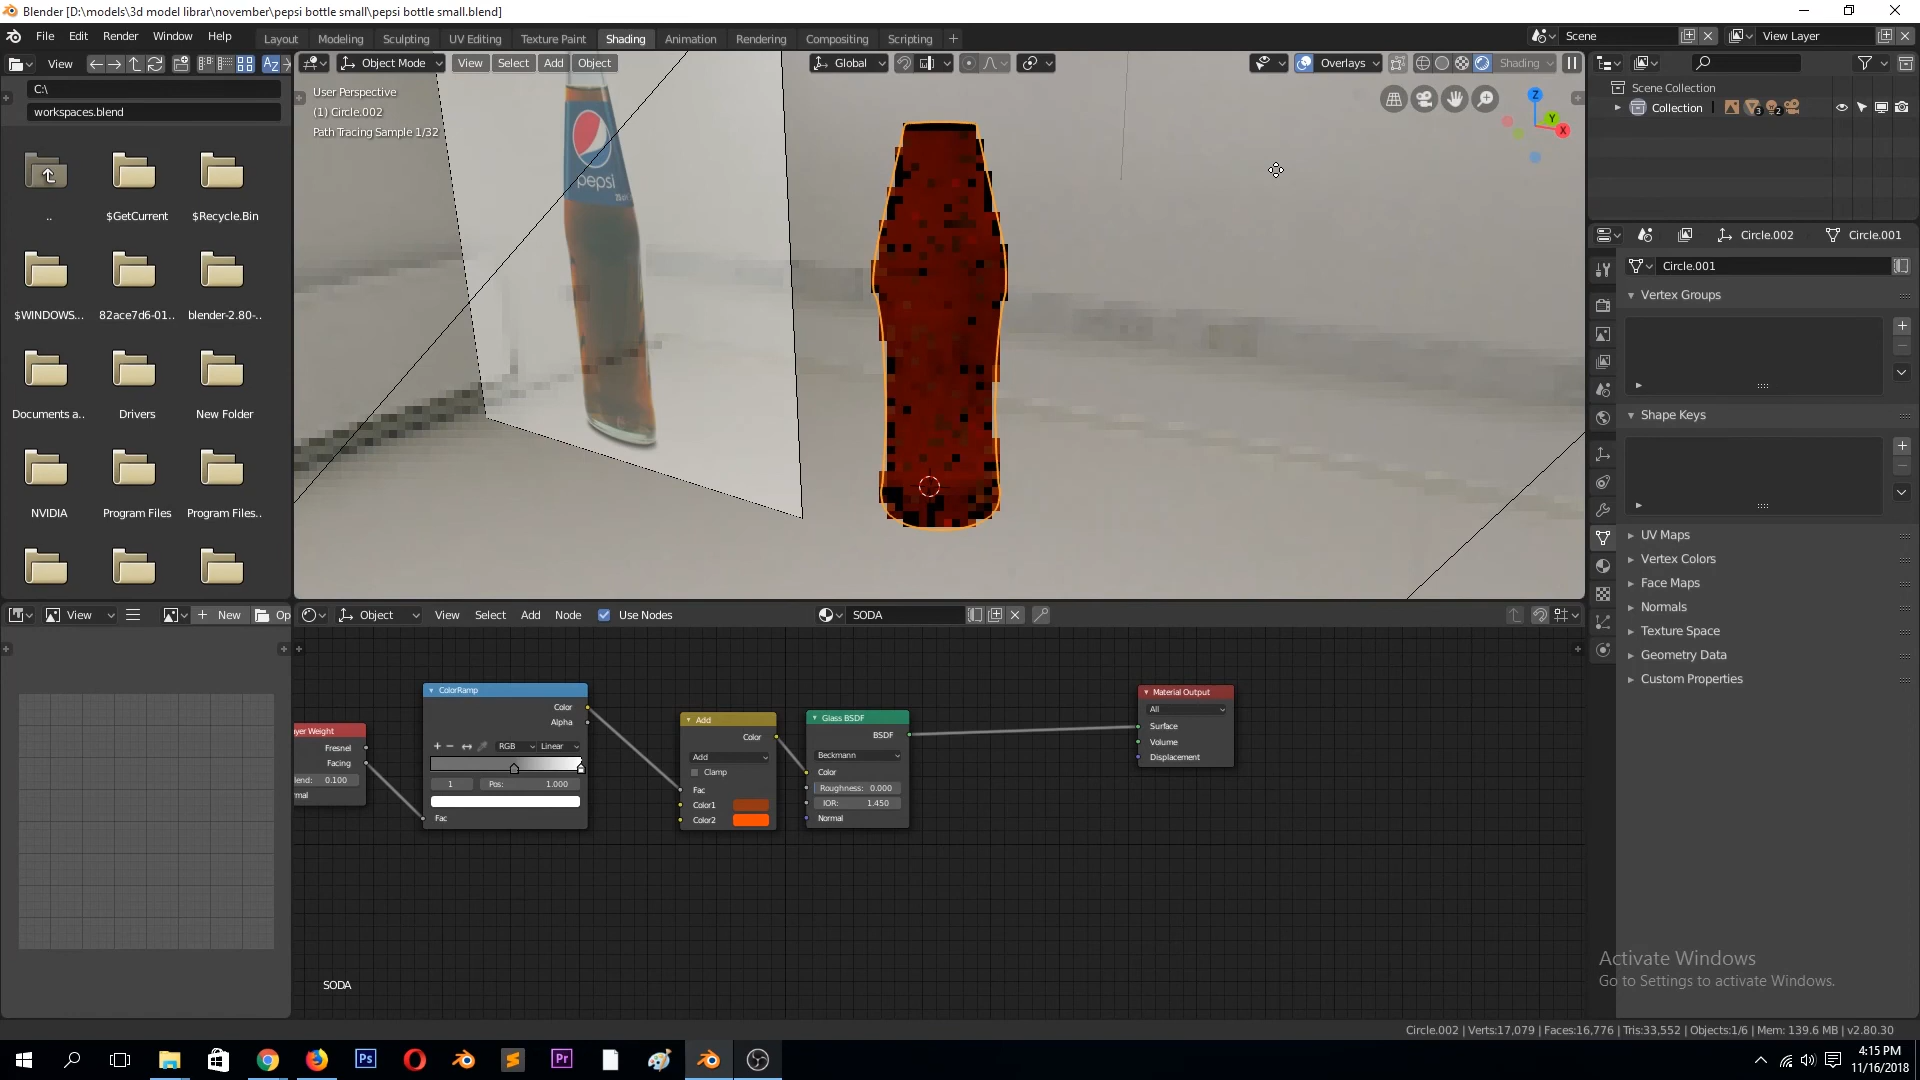 Blender [D:\models\3d model librar\november\pepsi bottle small\pepsi bottle small.blend]
File Edit Render Window Help
Layout Modeling Sculpting UV Editing Texture Paint Shading Animation Rendering Compositing Scripting
Scene
View Layer
View
C:\
workspaces.blend
..
$GetCurrent
$Recycle.Bin
$WINDOWS...
82ace7d6-01..
blender-2.80-..
Documents a..
Drivers
New Folder
NVIDIA
Program Files
Program Files..
Object Mode View Select Add Object
Global
Overlays
Shading
User Perspective
(1) Circle.002
Path Tracing Sample 1/32
pepsi
Z
Y
X
Scene Collection
Collection
Circle.002
Circle.001
Circle.001
Vertex Groups
Shape Keys
UV Maps
Vertex Colors
Face Maps
Normals
Texture Space
Geometry Data
Custom Properties
View
New
Op
Object View Select Add Node Use Nodes
SODA
yer Weight
Fresnel
Facing
lend: 0.100
rmal
ColorRamp
Color
Alpha
RGB
Linear
1
Pos: 1.000
Fac
Add
Color
Add
Clamp
Fac
Color1
Color2
Glass BSDF
BSDF
Beckmann
Color
Roughness: 0.000
IOR: 1.450
Normal
Material Output
All
Surface
Volume
Displacement
SODA
Activate Windows
Go to Settings to activate Windows.
Circle.002 | Verts:17,079 | Faces:16,776 | Tris:33,552 | Objects:1/6 | Mem: 139.6 MB | v2.80.30
Ps
Pr
4:15 PM
11/16/2018